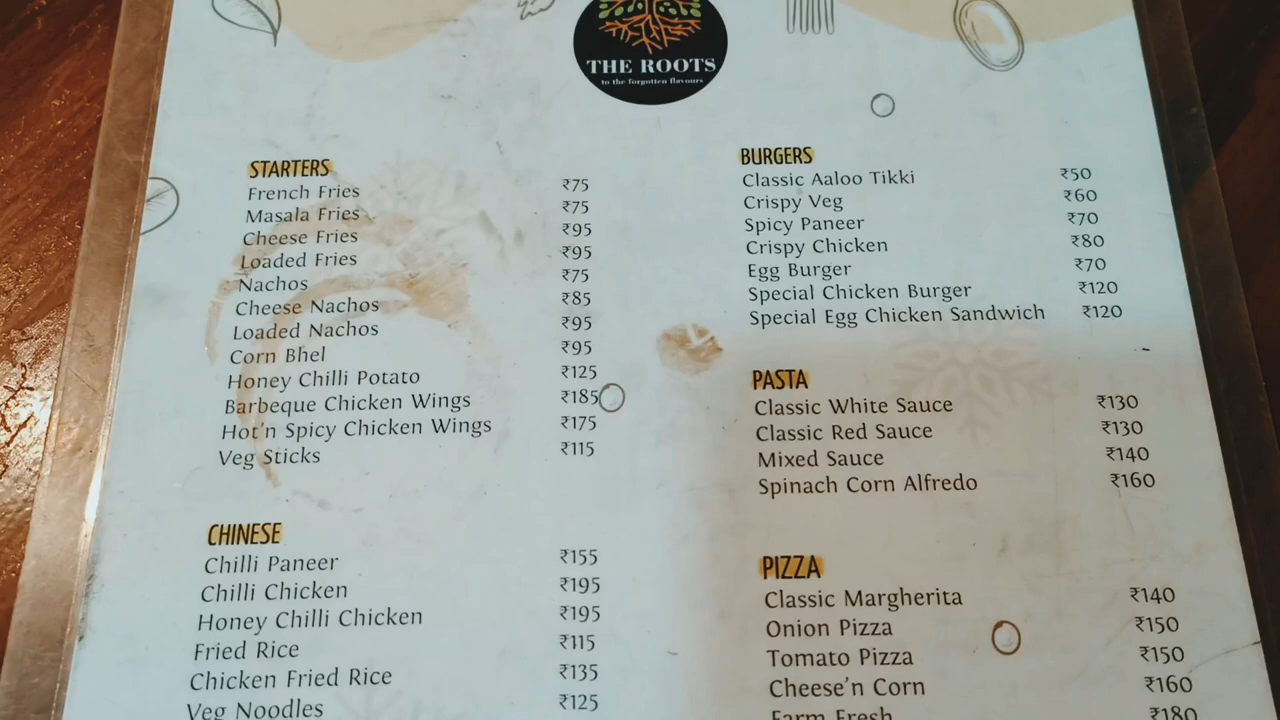 THE ROOTS
to the forgotten flavours
STARTERS
French Fries ₹75
Masala Fries ₹75
Cheese Fries ₹95
Loaded Fries ₹95
Nachos ₹75
Cheese Nachos ₹85
Loaded Nachos ₹95
Corn Bhel ₹95
Honey Chilli Potato ₹125
Barbeque Chicken Wings ₹185
Hot'n Spicy Chicken Wings ₹175
Veg Sticks ₹115
CHINESE
Chilli Paneer ₹155
Chilli Chicken ₹195
Honey Chilli Chicken ₹195
Fried Rice ₹115
Chicken Fried Rice ₹135
Veg Noodles ₹125
BURGERS
Classic Aaloo Tikki ₹50
Crispy Veg ₹60
Spicy Paneer ₹70
Crispy Chicken ₹80
Egg Burger ₹70
Special Chicken Burger ₹120
Special Egg Chicken Sandwich ₹120
PASTA
Classic White Sauce ₹130
Classic Red Sauce ₹130
Mixed Sauce ₹140
Spinach Corn Alfredo ₹160
PIZZA
Classic Margherita ₹140
Onion Pizza ₹150
Tomato Pizza ₹150
Cheese'n Corn ₹160
Farm Fresh ₹180